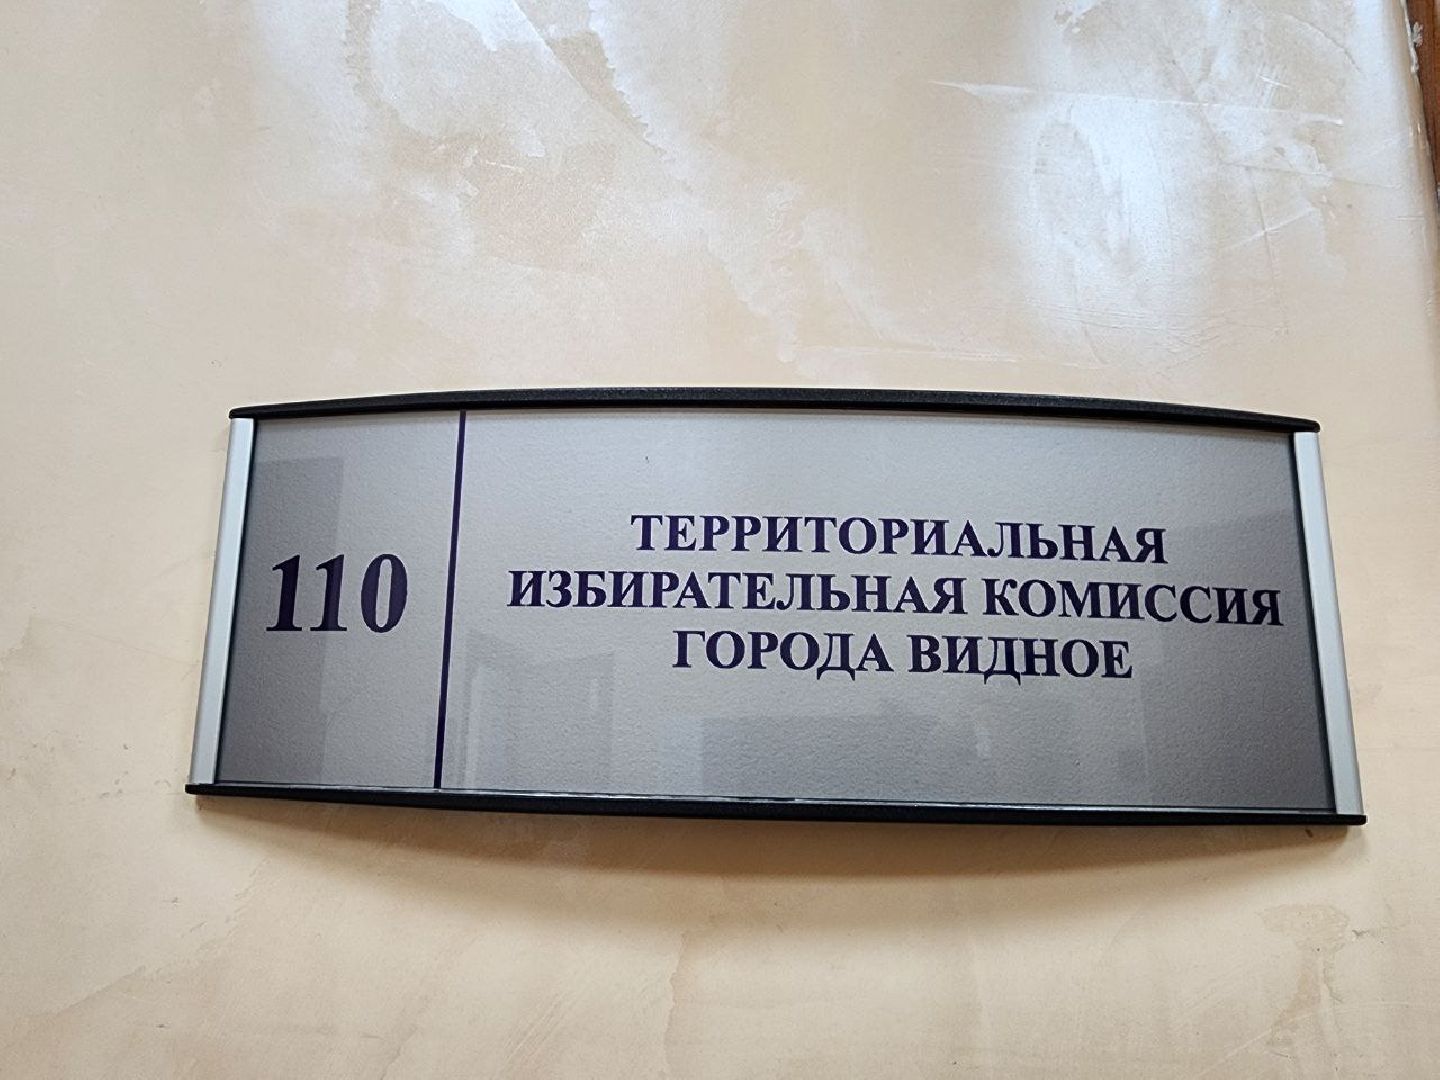 110
ТЕРРИТОРИАЛЬНАЯ
ИЗБИРАТЕЛЬНАЯ КОМИССИЯ
ГОРОДА ВИДНОЕ